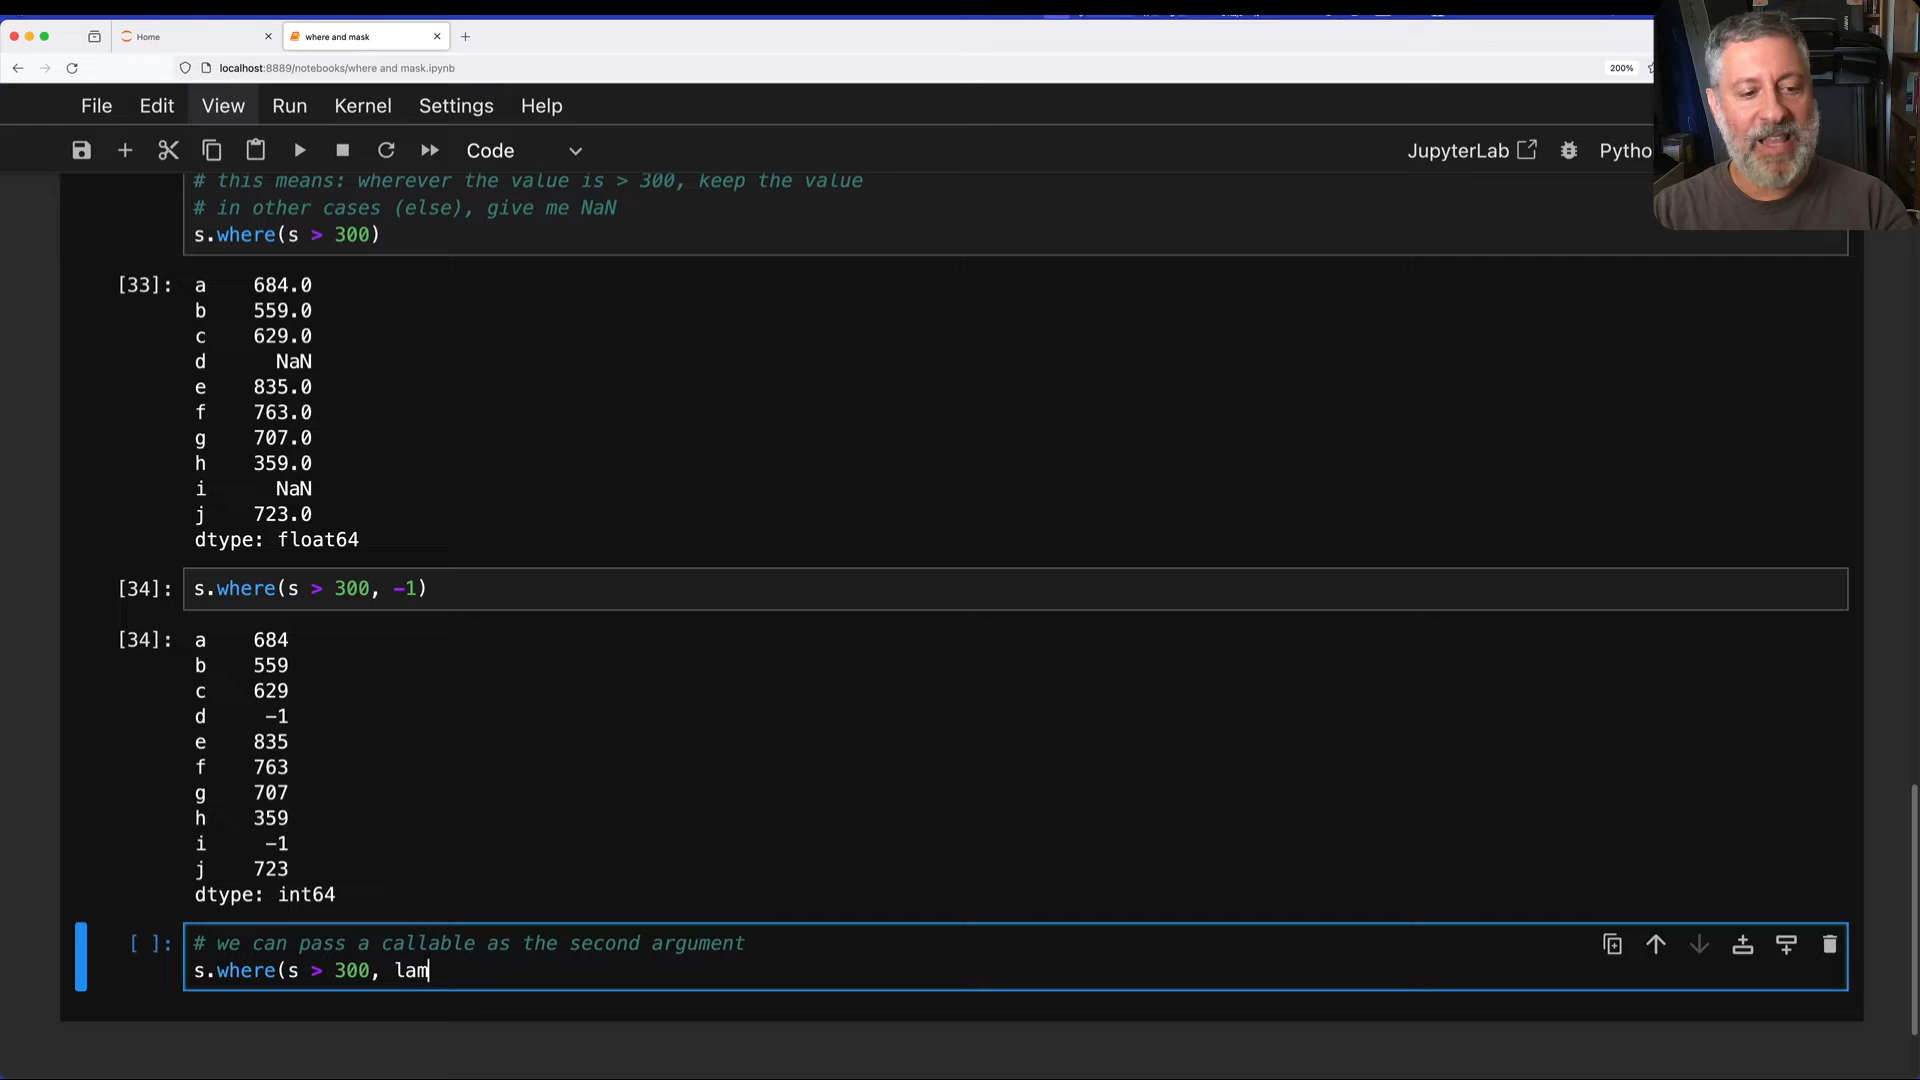 Home
where and mask
localhost:8889/notebooks/where and mask.ipynb
200%
File Edit View Run Kernel Settings Help
Code
JupyterLab
# this means: wherever the value is > 300, keep the value
# in other cases (else), give me NaN
s.where(s > 300)
[33]:
a 684.0
b 559.0
c 629.0
d NaN
e 835.0
f 763.0
g 707.0
h 359.0
i NaN
j 723.0
dtype: float64
[34]: s.where(s > 300, -1)
[34]:
a 684
b 559
c 629
d -1
e 835
f 763
g 707
h 359
i -1
j 723
dtype: int64
[ ]: # we can pass a callable as the second argument
s.where(s > 300, lam